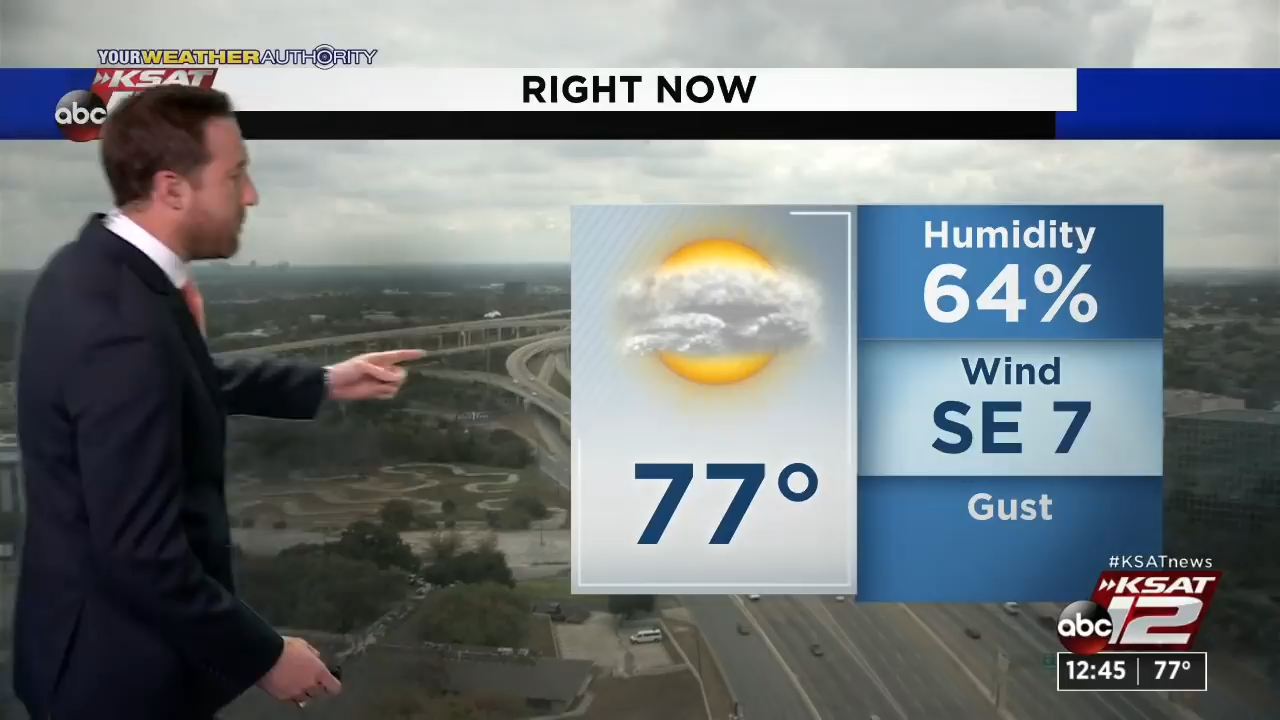 YOUR WEATHER AUTHORITY
KSAT
abc
RIGHT NOW
Humidity
64%
Wind
SE 7
77°
Gust
#KSATnews
KSAT
abc 12
12:45 77°